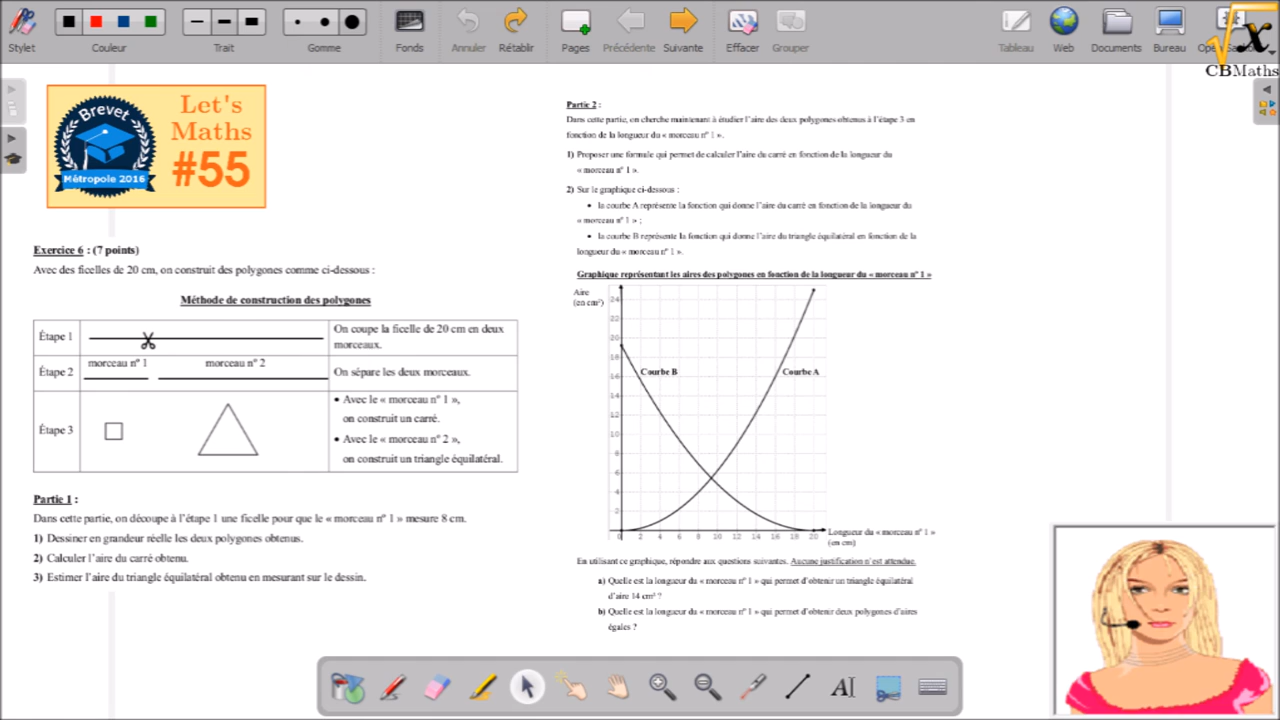 Stylet
Couleur
Trait
Gomme
Fonds
Annuler
Rétablir
Pages
Précédente
Suivante
Effacer
Grouper
Tableau
Web
Documents
Bureau
CBMaths
Brevet
Métropole 2016
Let's
Maths
#55
Exercice 6 : (7 points)
Avec des ficelles de 20 cm, on construit des polygones comme ci-dessous :
Méthode de construction des polygones
Étape 1
On coupe la ficelle de 20 cm en deux
morceaux.
Étape 2
morceau n° 1
morceau n° 2
On sépare les deux morceaux.
Étape 3
• Avec le « morceau n° 1 »,
on construit un carré.
• Avec le « morceau n° 2 »,
on construit un triangle équilatéral.
Partie 1 :
Dans cette partie, on découpe à l'étape 1 une ficelle pour que le « morceau n° 1 » mesure 8 cm.
1) Dessiner en grandeur réelle les deux polygones obtenus.
2) Calculer l'aire du carré obtenu.
3) Estimer l'aire du triangle équilatéral obtenu en mesurant sur le dessin.
Partie 2 :
Dans cette partie, on cherche maintenant à étudier l'aire des deux polygones obtenus à l'étape 3 en
fonction de la longueur du « morceau n° 1 ».
1) Proposer une formule qui permet de calculer l'aire du carré en fonction de la longueur du
« morceau n° 1 ».
2) Sur le graphique ci-dessous :
• la courbe A représente la fonction qui donne l'aire du carré en fonction de la longueur du
« morceau n° 1 » ;
• la courbe B représente la fonction qui donne l'aire du triangle équilatéral en fonction de la
longueur du « morceau n° 1 ».
Graphique représentant les aires des polygones en fonction de la longueur du « morceau n° 1 »
Aire
(en cm²)
24
22
20
18
16
14
12
10
8
6
4
2
Courbe B
Courbe A
0 2 4 6 8 10 12 14 16 18 20
Longueur du « morceau n° 1 »
(en cm)
En utilisant ce graphique, répondre aux questions suivantes. Aucune justification n'est attendue.
a) Quelle est la longueur du « morceau n° 1 » qui permet d'obtenir un triangle équilatéral
d'aire 14 cm² ?
b) Quelle est la longueur du « morceau n° 1 » qui permet d'obtenir deux polygones d'aires
égales ?